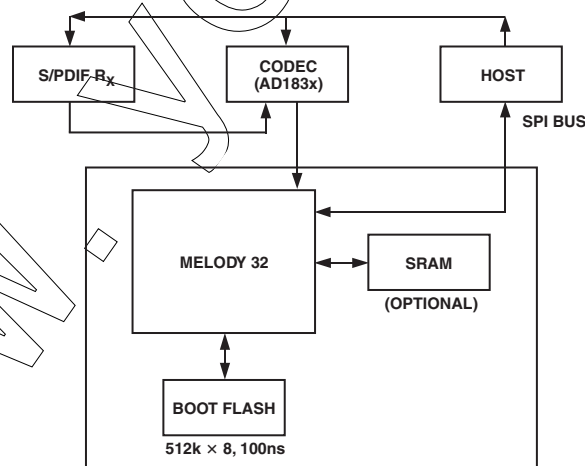 S/PDIF RX
CODEC
(AD183x)
HOST
SPI BUS
MELODY 32
SRAM
(OPTIONAL)
BOOT FLASH
512k × 8, 100ns